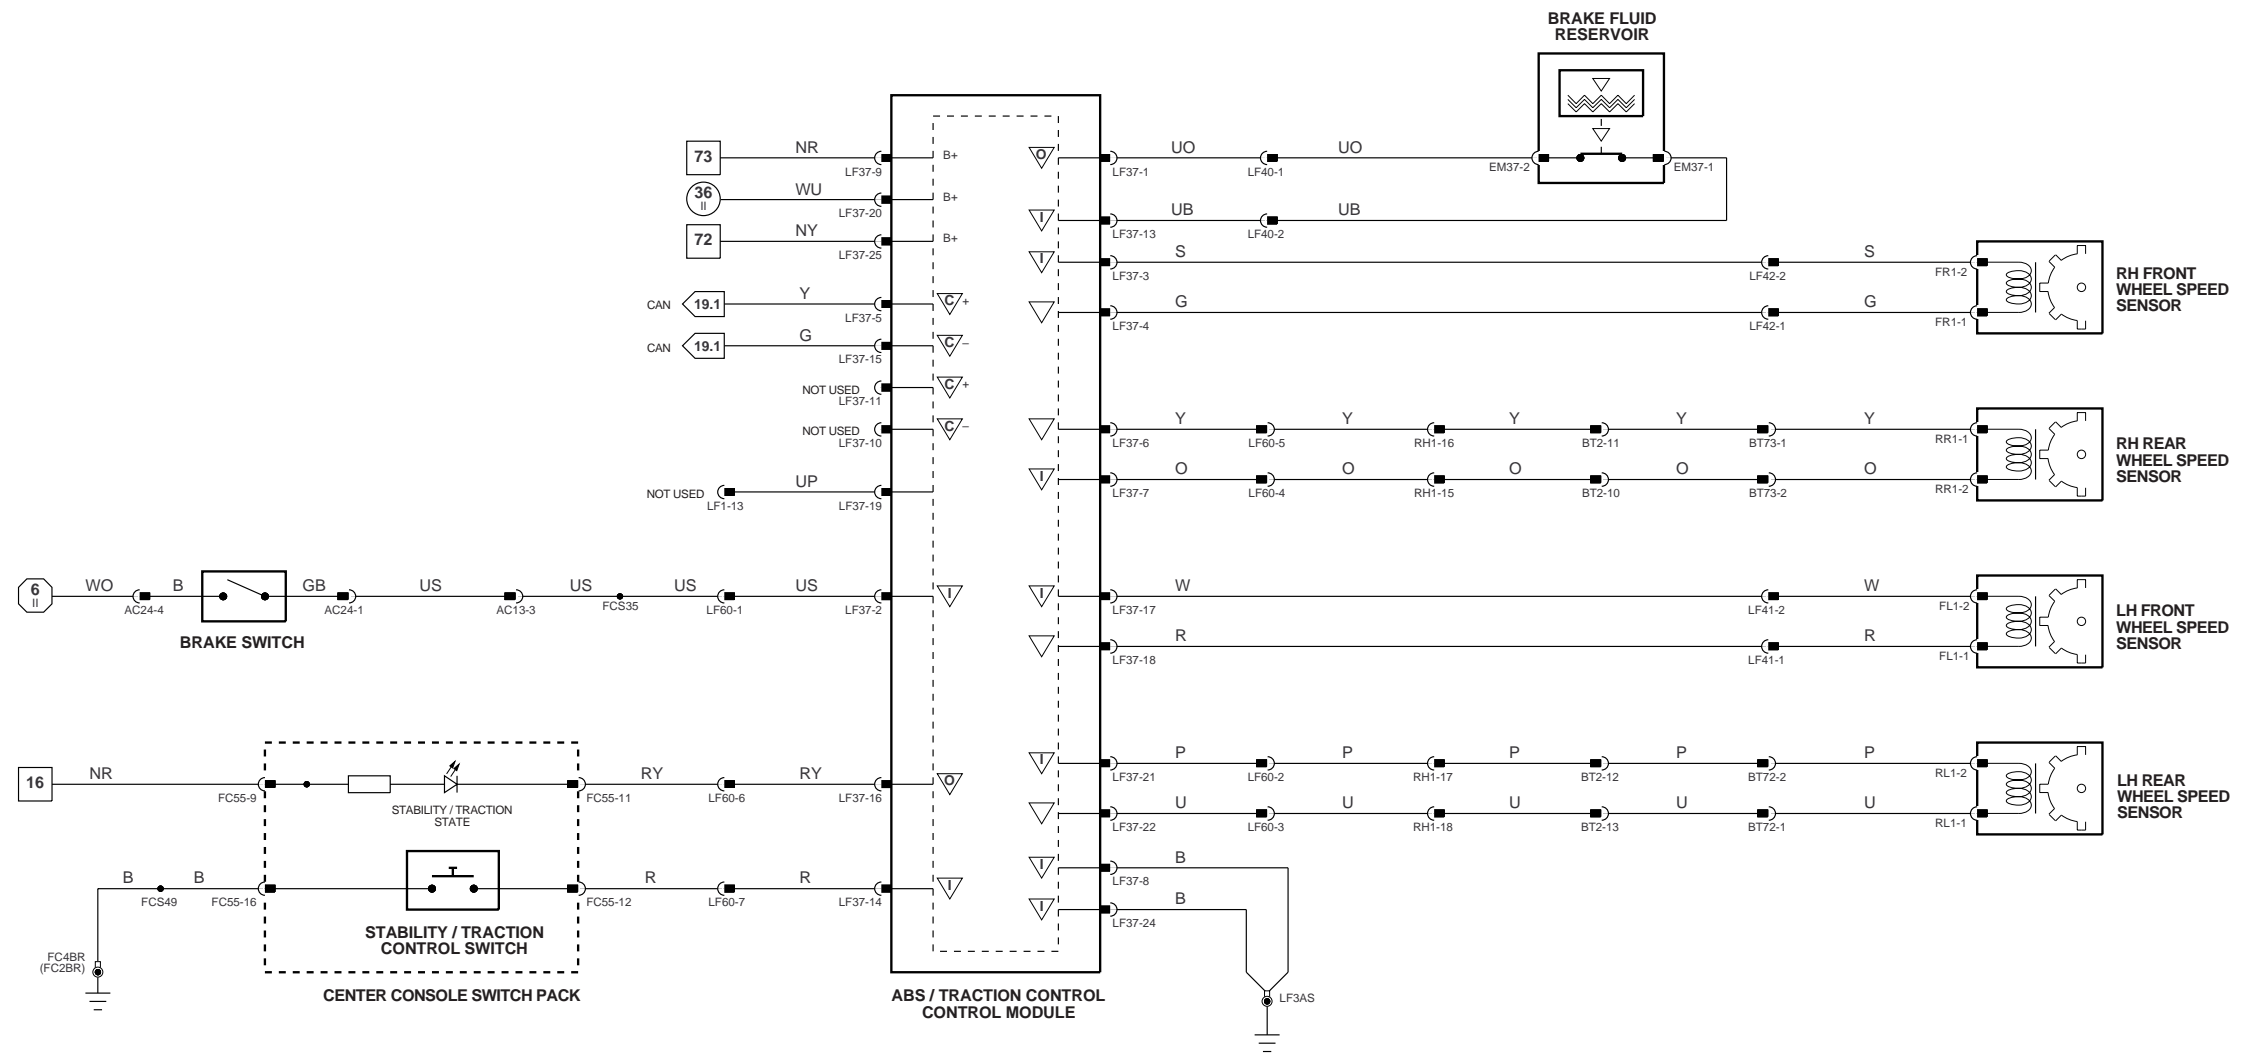 BRAKE FLUID
RESERVOIR
73
NR
LF37-9
B+
O
LF37-1
UO
LF40-1
UO
EM37-2
EM37-1
36
II
WU
LF37-20
B+
I
LF37-13
UB
LF40-2
UB
72
NY
LF37-25
B+
I
LF37-3
S
LF42-2
S
FR1-2
LF37-4
G
LF42-1
G
FR1-1
RH FRONT
WHEEL SPEED
SENSOR
CAN
19.1
Y
LF37-5
C +
CAN
19.1
G
LF37-15
C –
NOT USED
LF37-11
C +
NOT USED
LF37-10
C –
LF37-6
Y
LF60-5
Y
RH1-16
Y
BT2-11
Y
BT73-1
Y
RR1-1
I
LF37-7
O
LF60-4
O
RH1-15
O
BT2-10
O
BT73-2
O
RR1-2
RH REAR
WHEEL SPEED
SENSOR
NOT USED
LF1-13
UP
LF37-19
6
II
WO
AC24-4
B
GB
AC24-1
US
AC13-3
US
FCS35
US
LF60-1
US
LF37-2
I
BRAKE SWITCH
I
LF37-17
W
LF41-2
W
FL1-2
LF37-18
R
LF41-1
R
FL1-1
LH FRONT
WHEEL SPEED
SENSOR
16
NR
FC55-9
STABILITY / TRACTION
STATE
FC55-11
RY
LF60-6
RY
LF37-16
O
I
LF37-21
P
LF60-2
P
RH1-17
P
BT2-12
P
BT72-2
P
RL1-2
LF37-22
U
LF60-3
U
RH1-18
U
BT2-13
U
BT72-1
U
RL1-1
LH REAR
WHEEL SPEED
SENSOR
B
FCS49
B
FC55-16
FC55-12
R
LF60-7
R
LF37-14
I
STABILITY / TRACTION
CONTROL SWITCH
I
LF37-8
B
I
LF37-24
B
FC4BR
(FC2BR)
CENTER CONSOLE SWITCH PACK
ABS / TRACTION CONTROL
CONTROL MODULE
LF3AS